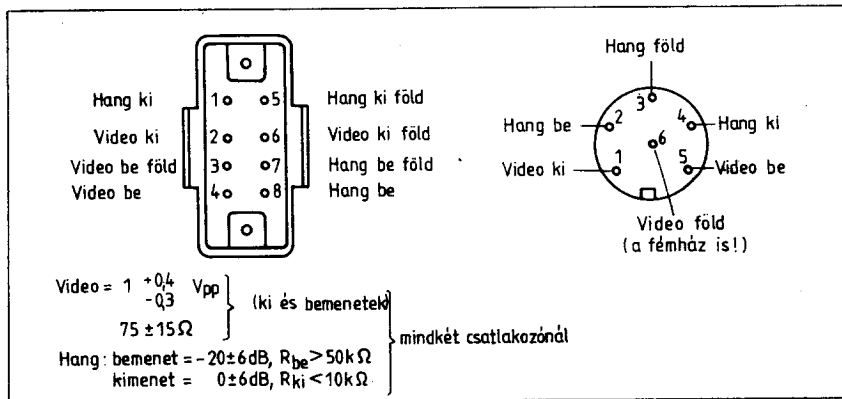 Hang ki 1 5 Hang ki föld
Video ki 2 6 Video ki föld
Video be föld 3 7 Hang be föld
Video be 4 8 Hang be
Hang föld
3
Hang be 2 4 Hang ki
6
Video ki 1 5 Video be
Video föld
(a fémház is!)
Video = 1 +0,4 Vpp
-0,3
(ki és bemenetek)
75 ±15Ω
mindkét csatlakozónál
Hang: bemenet = -20±6dB, Rbe>50kΩ
kimenet = 0±6dB, Rki<10kΩ